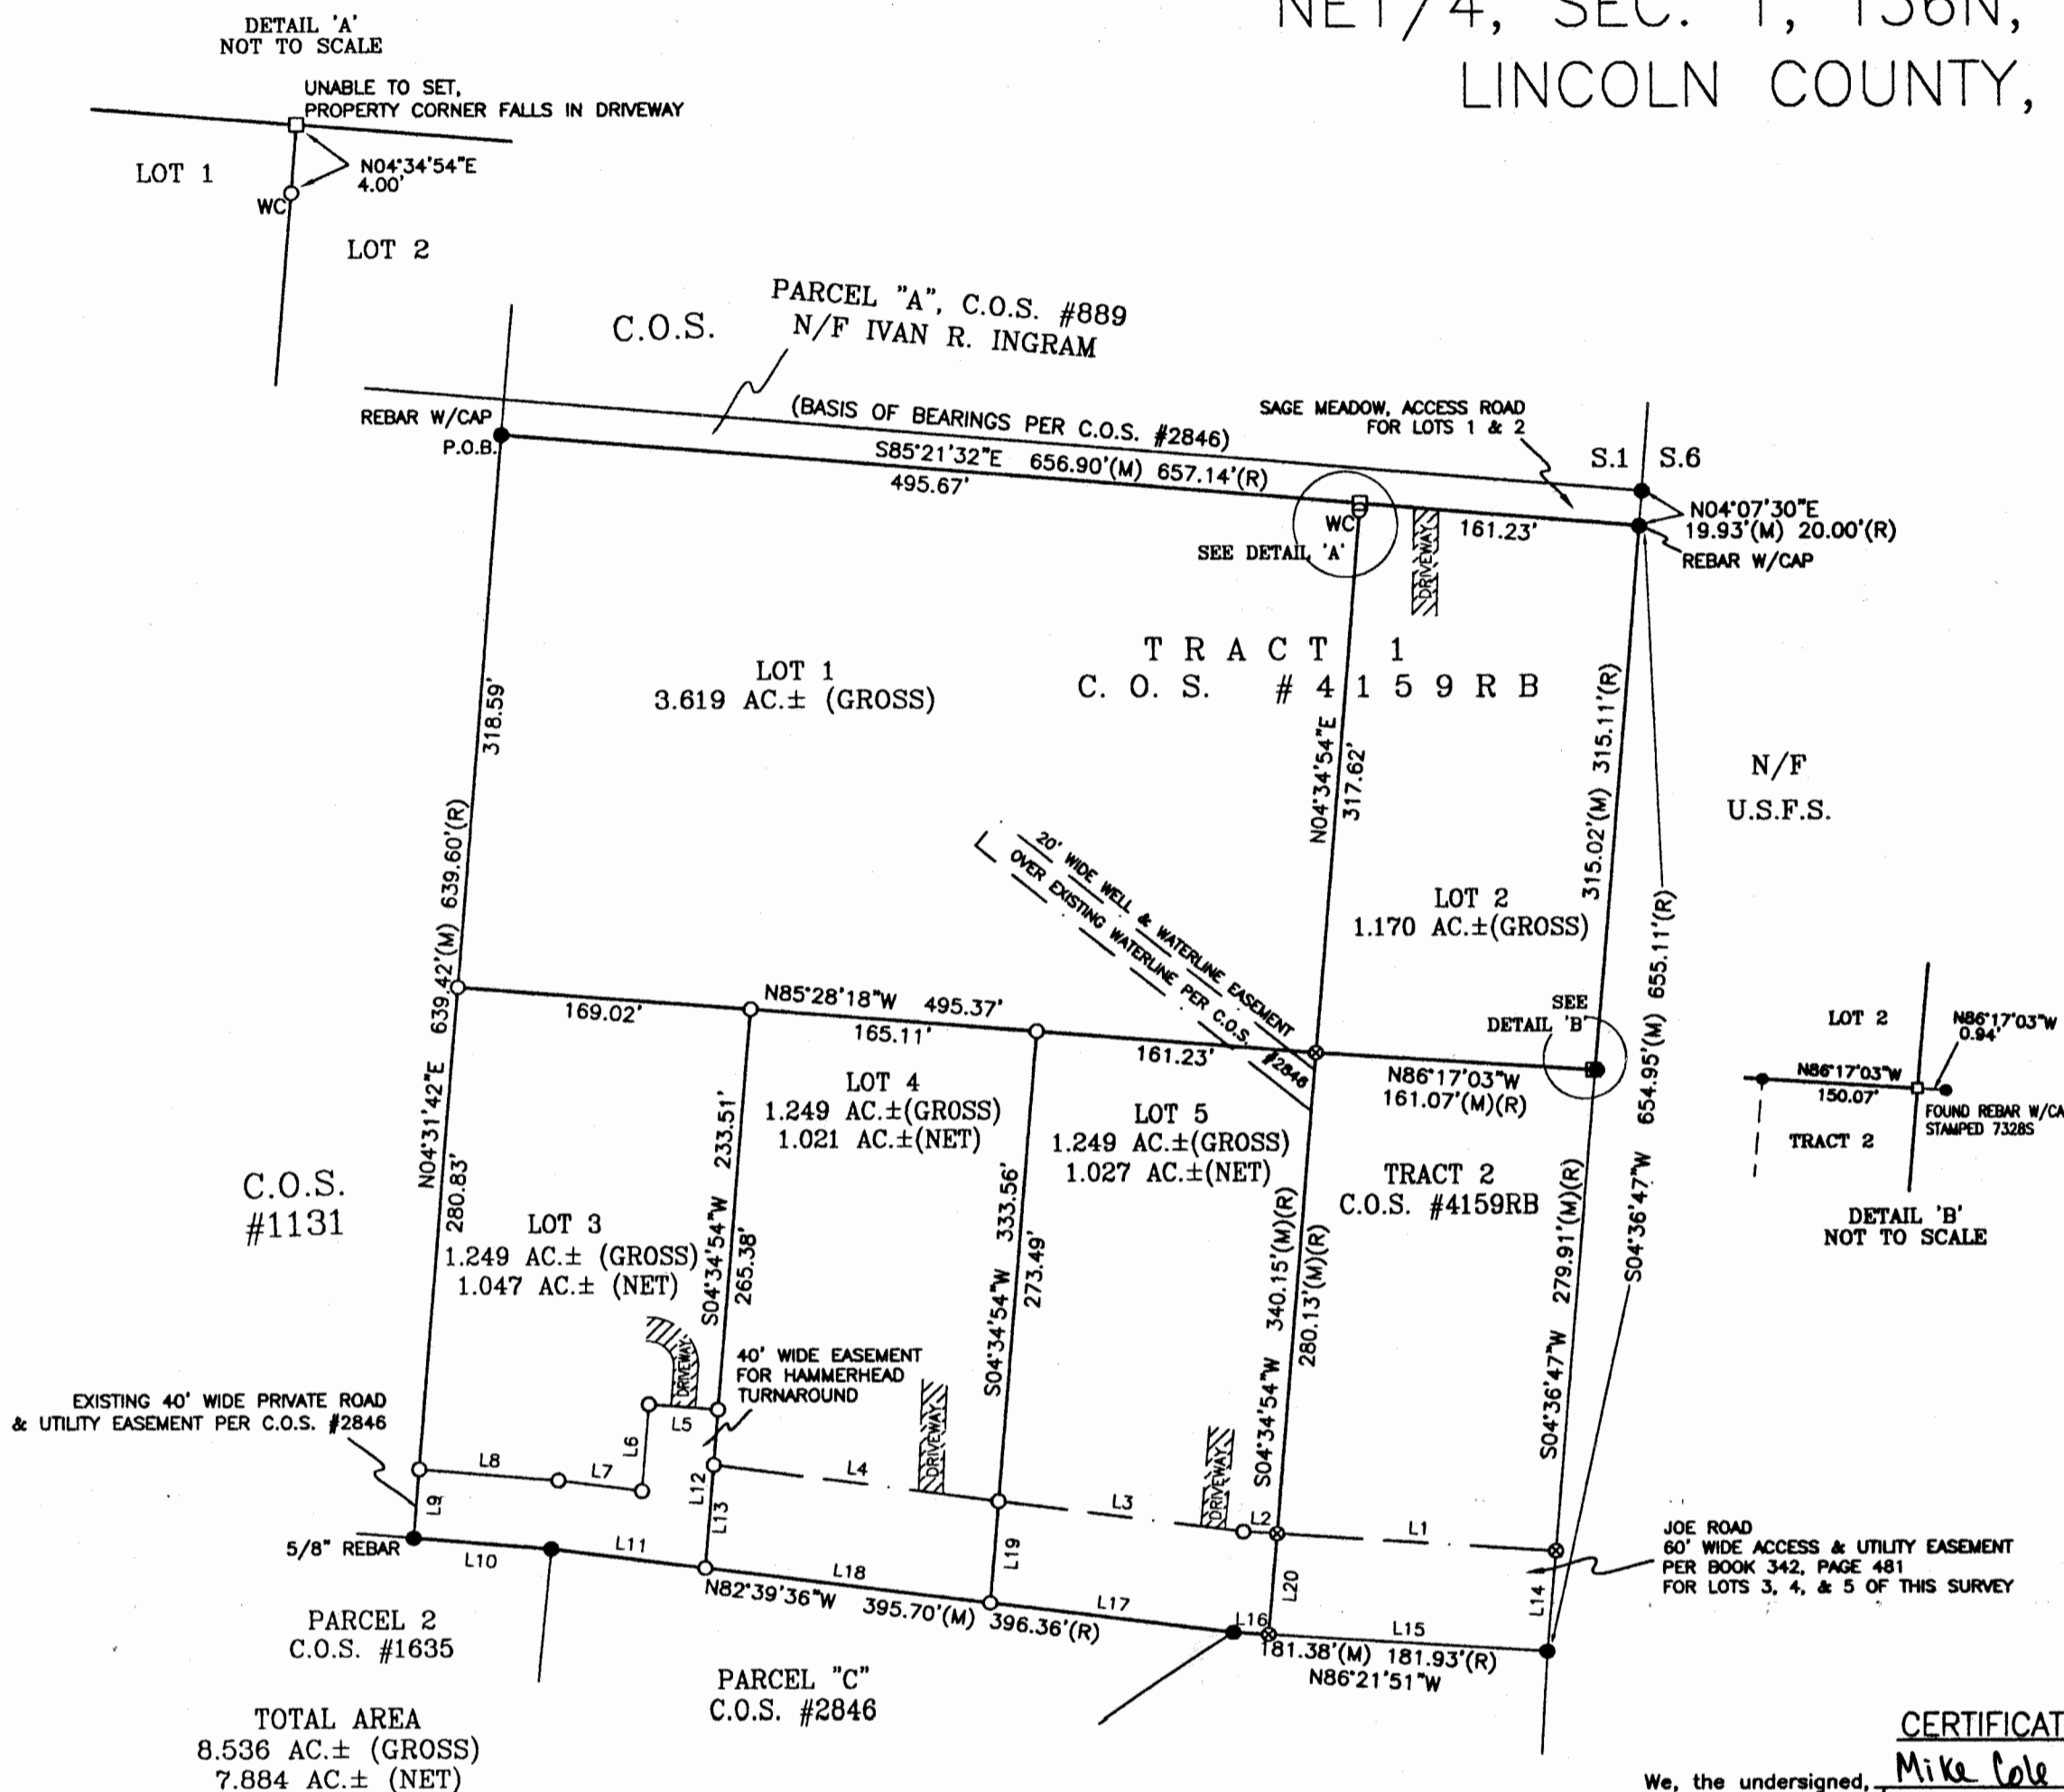 NE1/4, SEC. 1, T36N,
LINCOLN COUNTY,
DETAIL 'A'
NOT TO SCALE
UNABLE TO SET,
PROPERTY CORNER FALLS IN DRIVEWAY
LOT 1
N04°34'54"E
4.00'
WC
LOT 2
PARCEL "A", C.O.S. #889
N/F IVAN R. INGRAM
C.O.S.
REBAR W/CAP
P.O.B.
(BASIS OF BEARINGS PER C.O.S. #2846)
S85°21'32"E 656.90'(M) 657.14'(R)
495.67'
SAGE MEADOW, ACCESS ROAD
FOR LOTS 1 & 2
S.1 S.6
N04°07'30"E
19.93'(M) 20.00'(R)
REBAR W/CAP
WC
SEE DETAIL 'A'
DRIVEWAY
161.23'
TRACT 1
C.O.S. #4159RB
LOT 1
3.619 AC.± (GROSS)
318.59'
N04°31'42"E 639.42'(M) 639.60'(R)
280.83'
N04°34'54"E
317.62'
315.02'(M) 315.11'(R)
N/F
U.S.F.S.
20' WIDE WELL & WATERLINE EASEMENT
OVER EXISTING WATERLINE PER C.O.S. #2846
LOT 2
1.170 AC.±(GROSS)
S04°36'47"W 654.95'(M) 655.11'(R)
SEE
DETAIL 'B'
N85°28'18"W 495.37'
169.02'
165.11'
161.23'
N86°17'03"W
161.07'(M)(R)
LOT 2
N86°17'03"W
0.94'
N86°17'03"W
150.07'
FOUND REBAR W/CA
STAMPED 7328S
TRACT 2
DETAIL 'B'
NOT TO SCALE
LOT 4
1.249 AC.±(GROSS)
1.021 AC.±(NET)
LOT 5
1.249 AC.±(GROSS)
1.027 AC.±(NET)
TRACT 2
C.O.S. #4159RB
C.O.S.
#1131
LOT 3
1.249 AC.± (GROSS)
1.047 AC.± (NET)
S04°34'54"W 233.51'
265.38'
S04°34'54"W 333.56'
273.49'
S04°34'54"W 340.15'(M)(R)
280.13'(M)(R)
S04°36'47"W 279.91'(M)(R)
DRIVEWAY
40' WIDE EASEMENT
FOR HAMMERHEAD
TURNAROUND
EXISTING 40' WIDE PRIVATE ROAD
& UTILITY EASEMENT PER C.O.S. #2846
DRIVEWAY
DRIVEWAY
L5
L6
L8
L7
L12
L4
L3
L2
L1
L9
L13
L19
L20
L14
JOE ROAD
60' WIDE ACCESS & UTILITY EASEMENT
PER BOOK 342, PAGE 481
FOR LOTS 3, 4, & 5 OF THIS SURVEY
5/8" REBAR
L10
L11
L18
L17
L16
L15
N82°39'36"W 395.70'(M) 396.36'(R)
181.38'(M) 181.93'(R)
N86°21'51"W
PARCEL 2
C.O.S. #1635
PARCEL "C"
C.O.S. #2846
TOTAL AREA
8.536 AC.± (GROSS)
7.884 AC.± (NET)
CERTIFICAT
We, the undersigned, Mike Cole